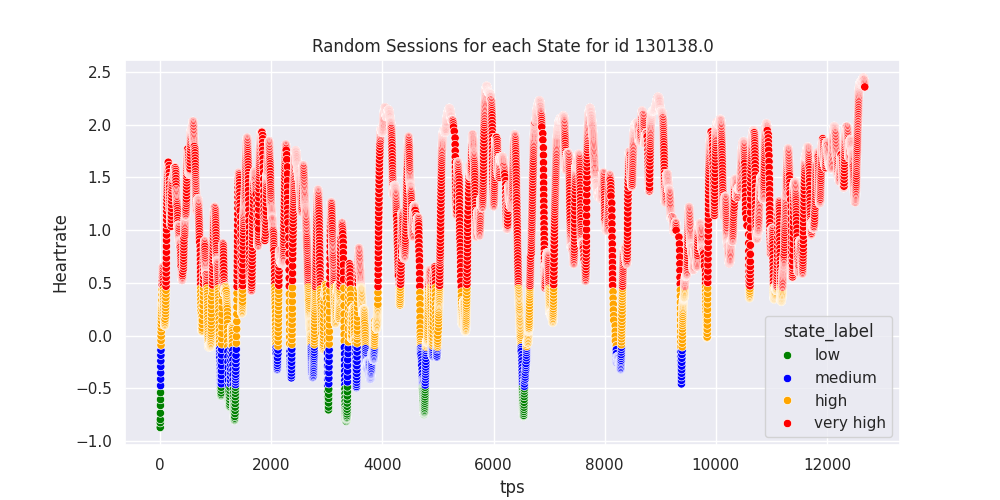 Random Sessions for each State for id 130138.0
Heartrate
2.5
2.0
1.5
1.0
0.5
0.0
−0.5
−1.0
0 2000 4000 6000 8000 10000 12000
tps
state_label
low
medium
high
very high